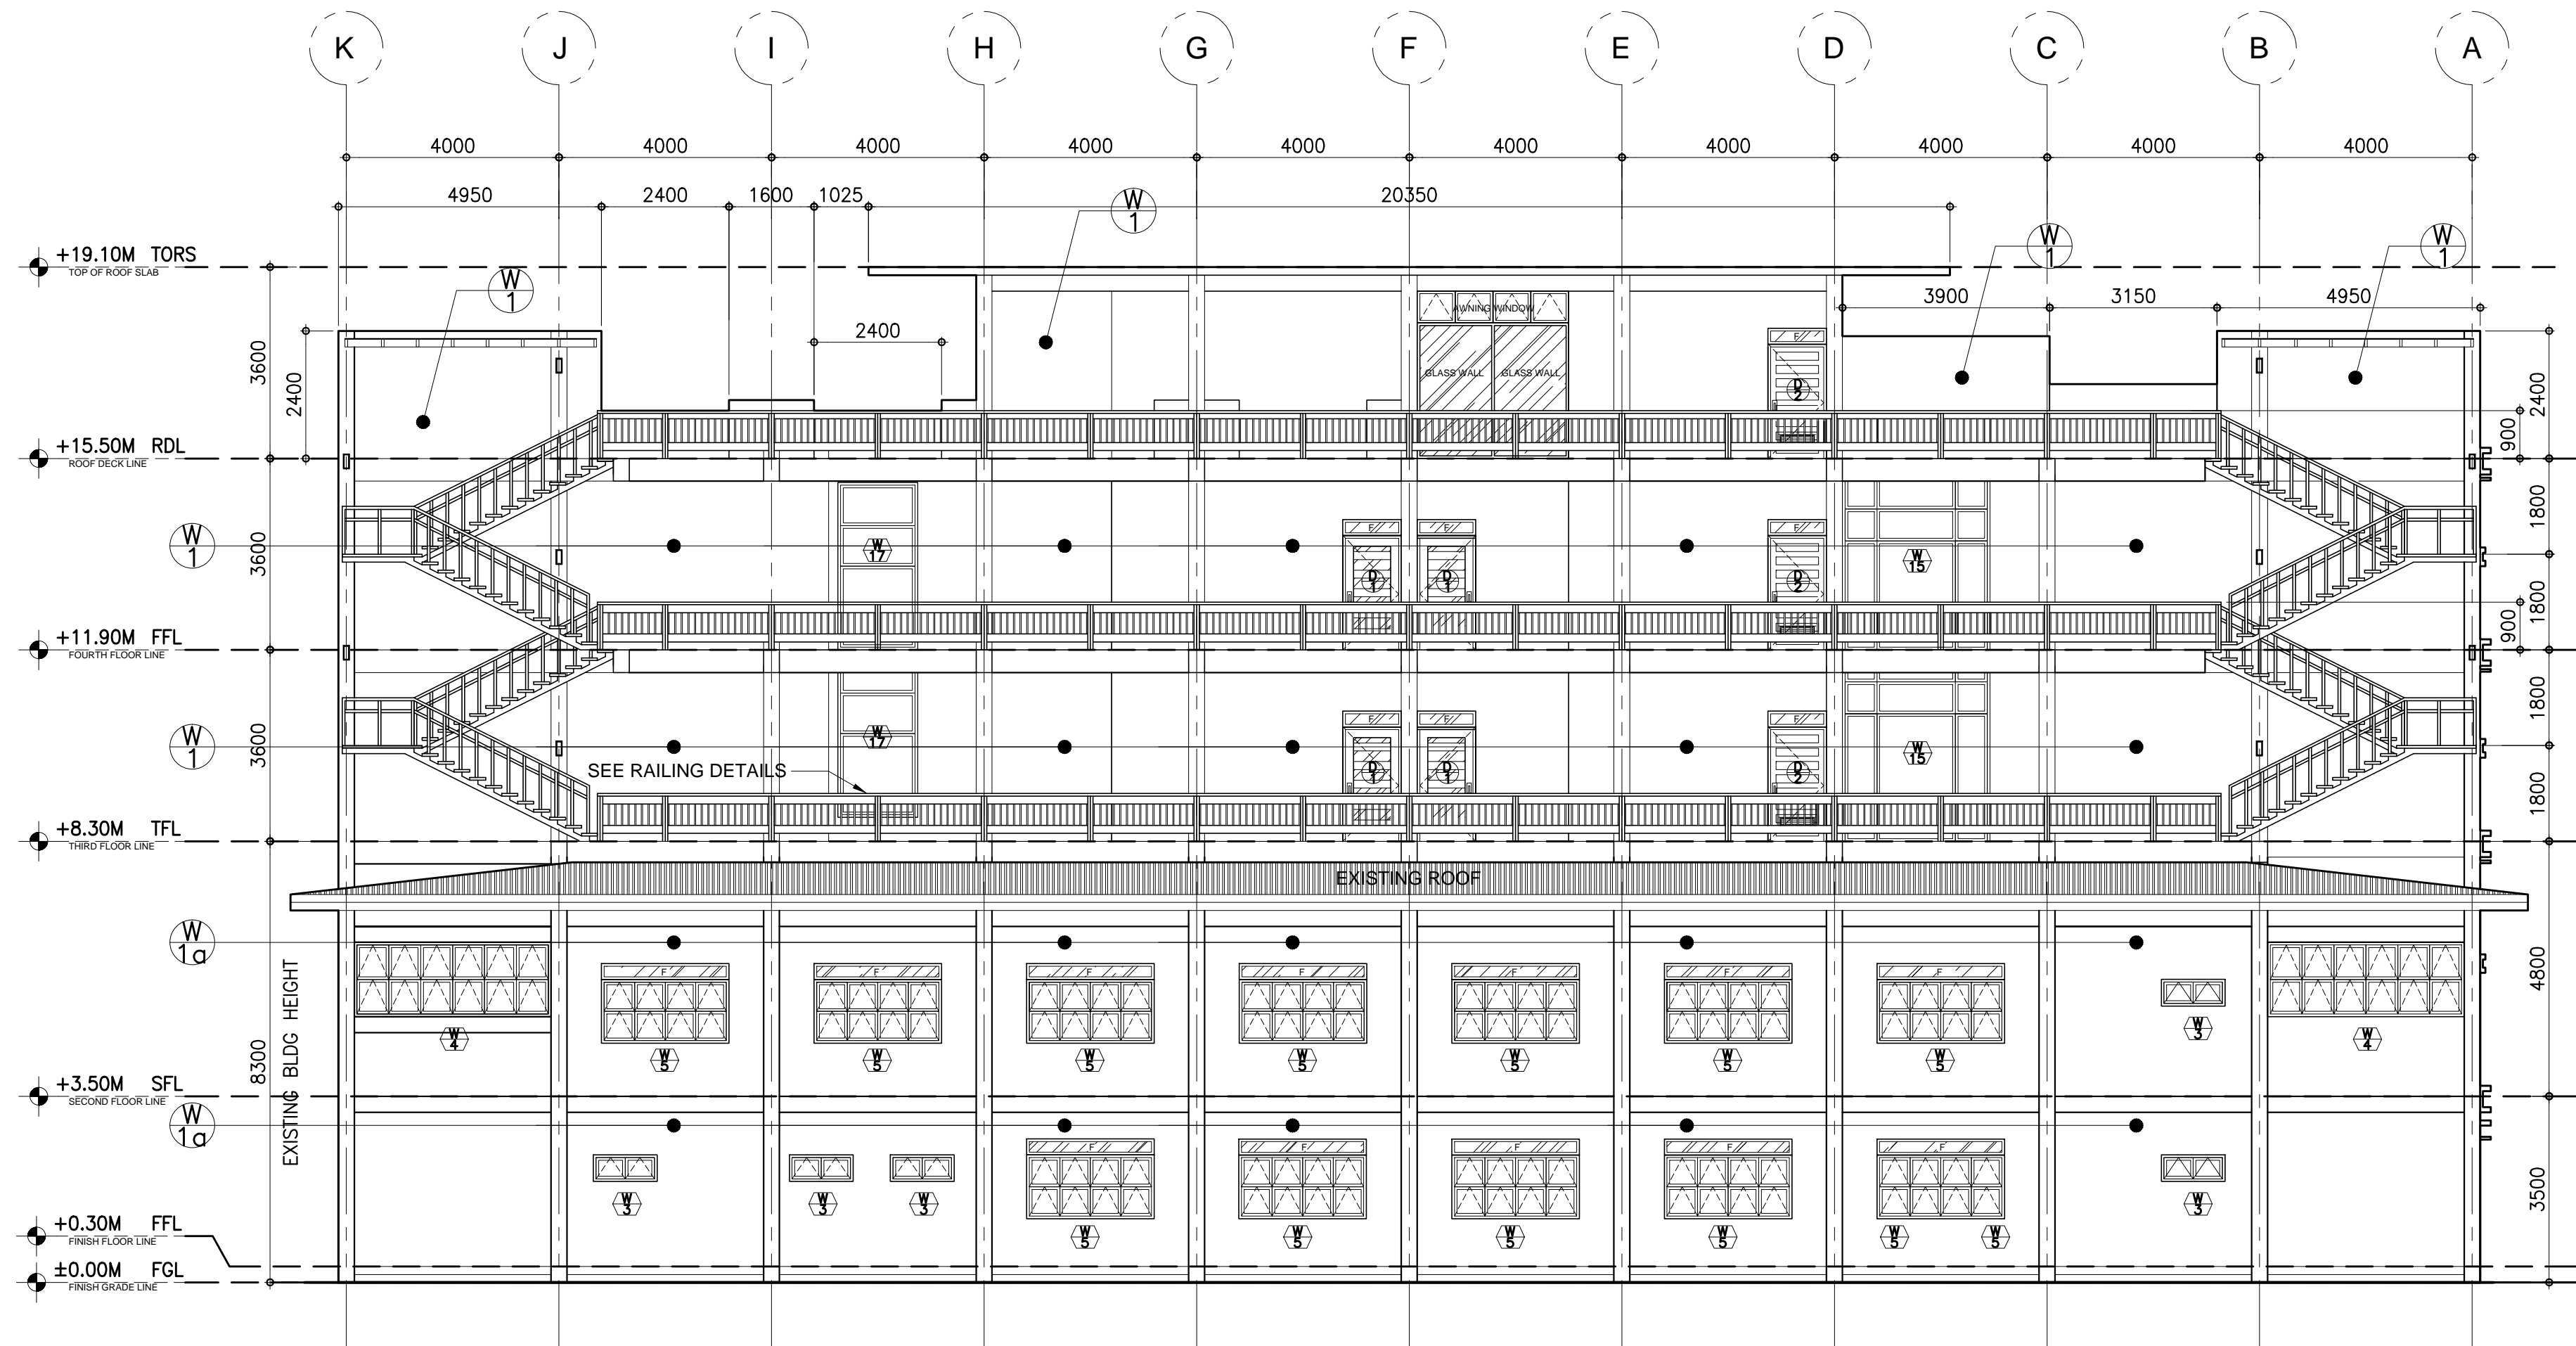 K J I H G F E D C B A
4000 4000 4000 4000 4000 4000 4000 4000 4000 4000
4950 2400 1600 1025 20350
W
1
+19.10M TORS
TOP OF ROOF SLAB
W
1
W
1
W
1
3900 3150 4950
AWNING WINDOW
2400
F
3600
2400
GLASS WALL GLASS WALL
D
2
2400
900
+15.50M RDL
ROOF DECK LINE
1800
F F F
W
1
3600
W
17
W
15
D
1
D
1
D
2
1800
900
+11.90M FFL
FOURTH FLOOR LINE
1800
F F F
W
1
3600
W
17
W
15
SEE RAILING DETAILS
D
1
D
1
D
2
1800
+8.30M TFL
THIRD FLOOR LINE
EXISTING ROOF
W
1a
F F F F F F F
4800
W
3
W
4
W
4
W
5
W
5
W
5
W
5
W
5
W
5
W
5
8300
EXISTING BLDG HEIGHT
+3.50M SFL
SECOND FLOOR LINE
W
1a
F F F F F
3500
W
3
W
3
W
3
W
3
W
5
W
5
W
5
W
5
W
5
W
5
+0.30M FFL
FINISH FLOOR LINE
±0.00M FGL
FINISH GRADE LINE